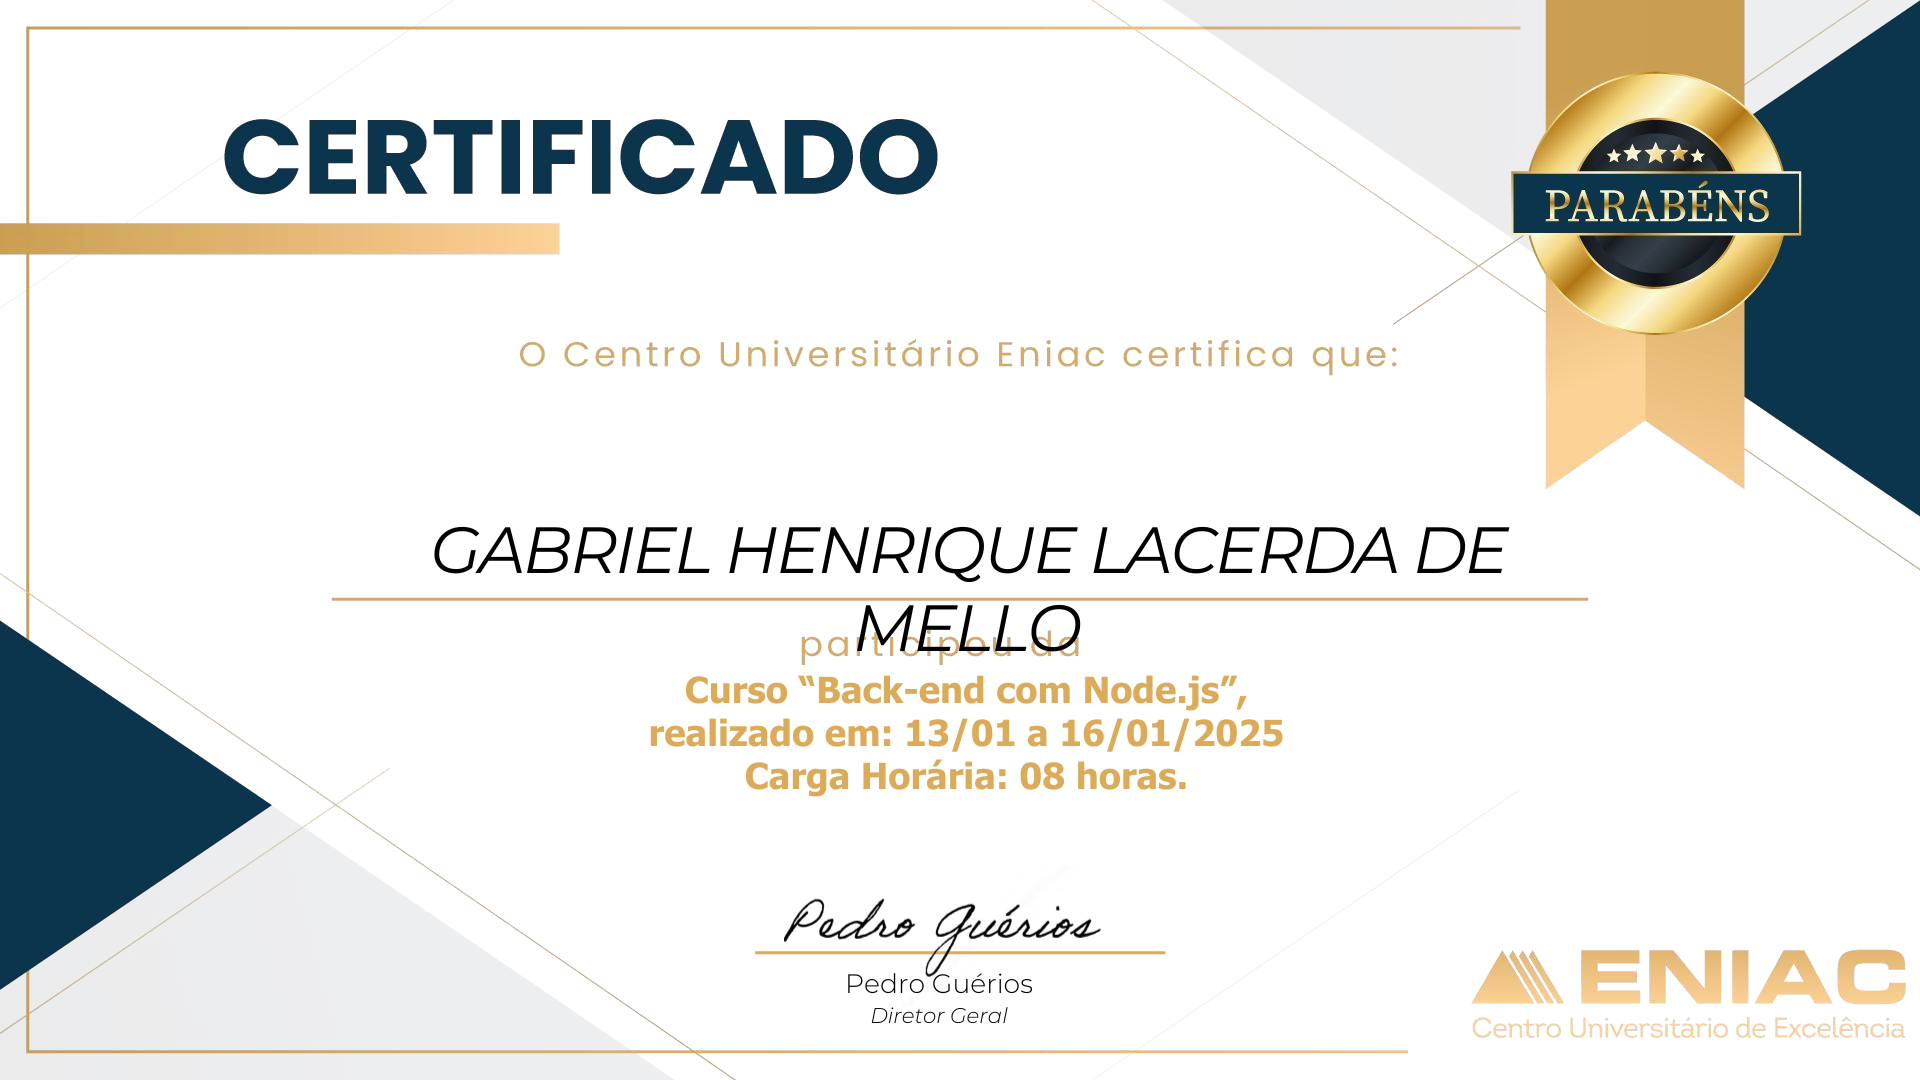 CERTIFICADO
PARABÉNS
O Centro Universitário Eniac certifica que:
GABRIEL HENRIQUE LACERDA DE
MELLO
participou da
Curso “Back-end com Node.js”,
realizado em: 13/01 a 16/01/2025
Carga Horária: 08 horas.
Pedro Guérios
Pedro Guérios
Diretor Geral
ENIAC
Centro Universitário de Excelência